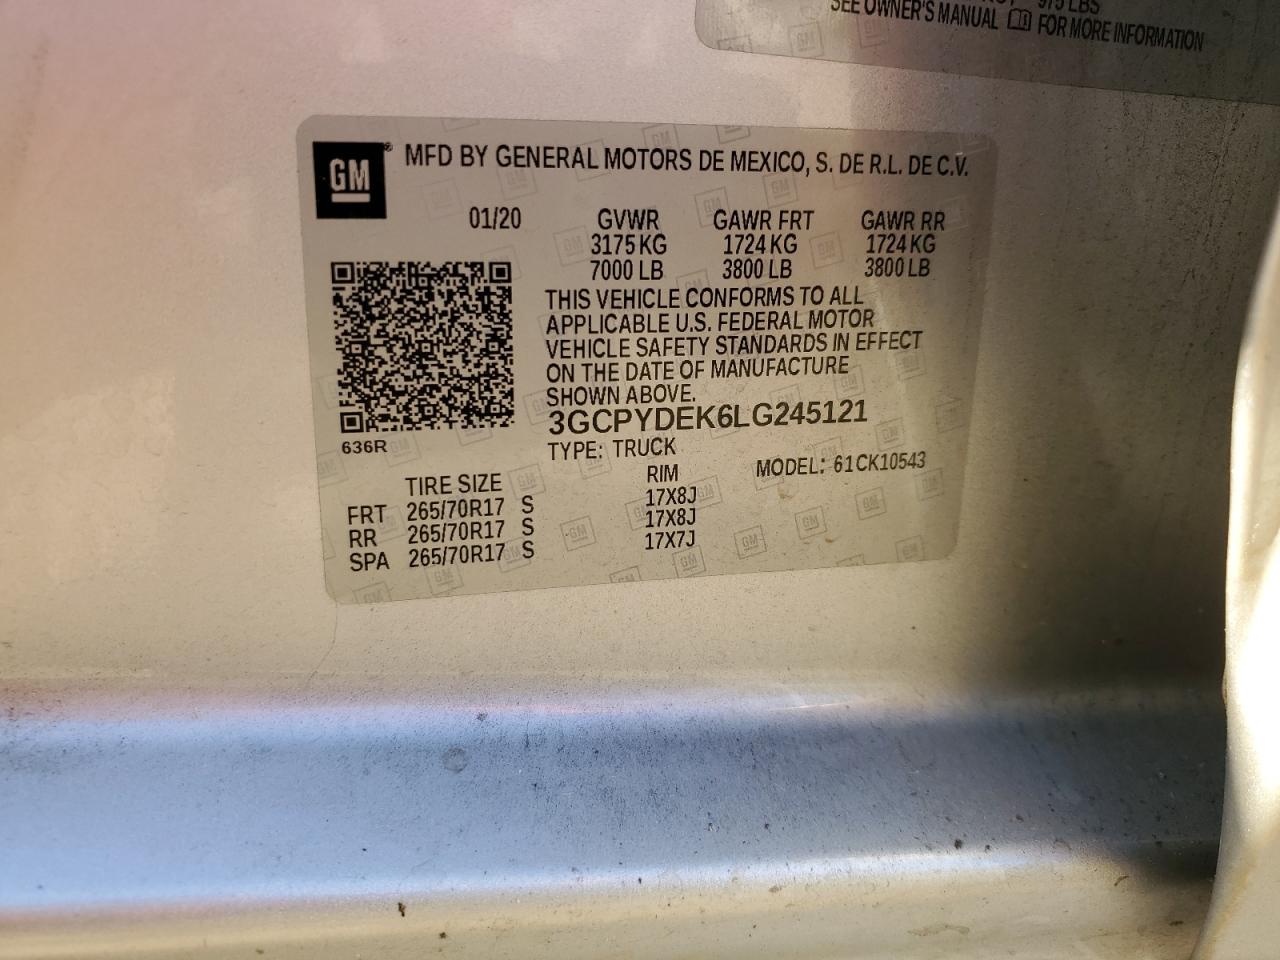 975 LBS
SEE OWNER'S MANUAL FOR MORE INFORMATION
GM ® MFD BY GENERAL MOTORS DE MEXICO, S. DE R.L. DE C.V.
01/20 GVWR GAWR FRT GAWR RR
3175 KG 1724 KG 1724 KG
7000 LB 3800 LB 3800 LB
THIS VEHICLE CONFORMS TO ALL
APPLICABLE U.S. FEDERAL MOTOR
VEHICLE SAFETY STANDARDS IN EFFECT
ON THE DATE OF MANUFACTURE
SHOWN ABOVE.
3GCPYDEK6LG245121
636R
TYPE: TRUCK
MODEL: 61CK10543
TIRE SIZE RIM
FRT 265/70R17 S 17X8J
RR 265/70R17 S 17X8J
SPA 265/70R17 S 17X7J